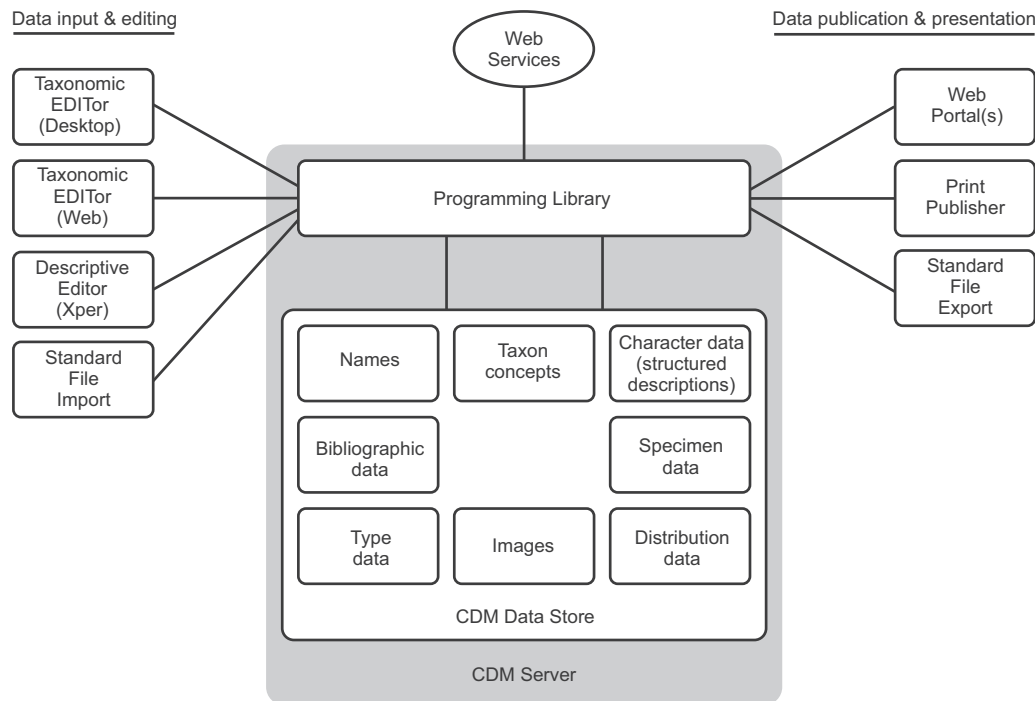 Data input & editing
Taxonomic
EDITor
(Desktop)
Taxonomic
EDITor
(Web)
Descriptive
Editor
(Xper)
Standard
File
Import
Web
Services
Programming Library
Names
Taxon
concepts
Character data
(structured
descriptions)
Bibliographic
data
Specimen
data
Type
data
Images
Distribution
data
CDM Data Store
CDM Server
Data publication & presentation
Web
Portal(s)
Print
Publisher
Standard
File
Export